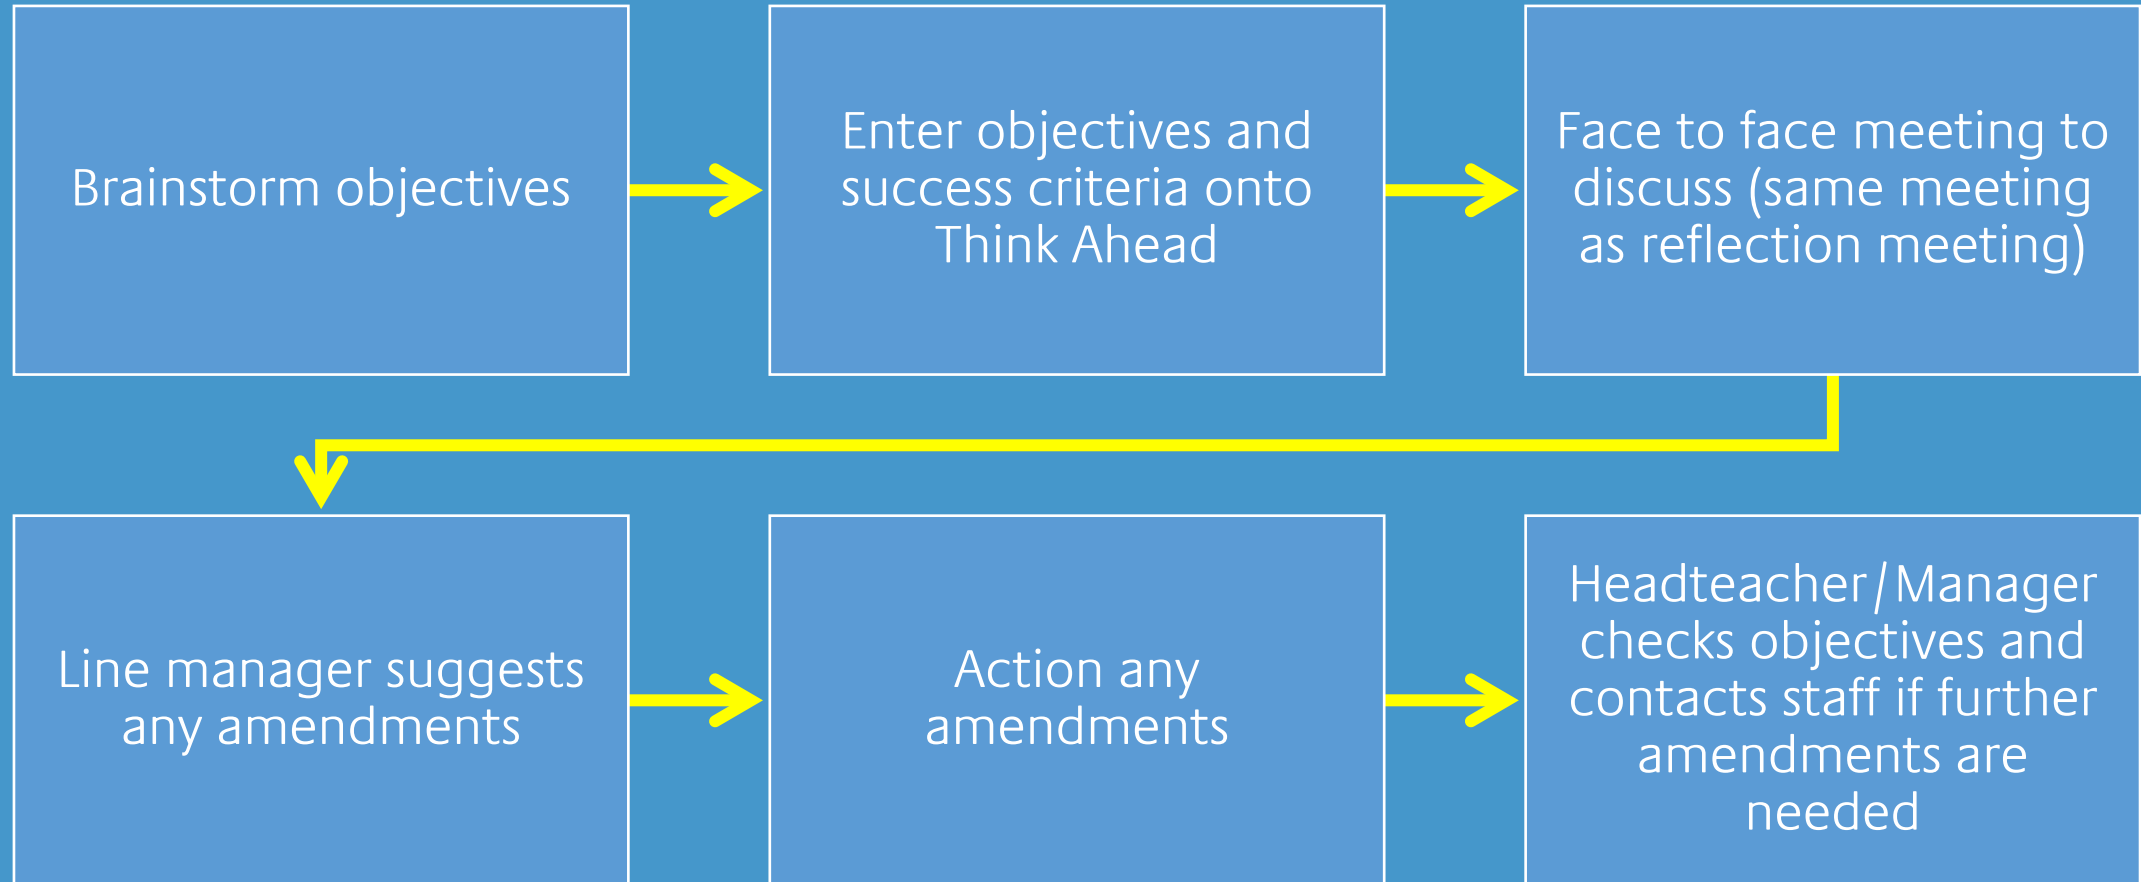 Brainstorm objectives
Enter objectives and
success criteria onto
Think Ahead
Face to face meeting to
discuss (same meeting
as reflection meeting)
Line manager suggests
any amendments
Action any
amendments
Headteacher/Manager
checks objectives and
contacts staff if further
amendments are
needed